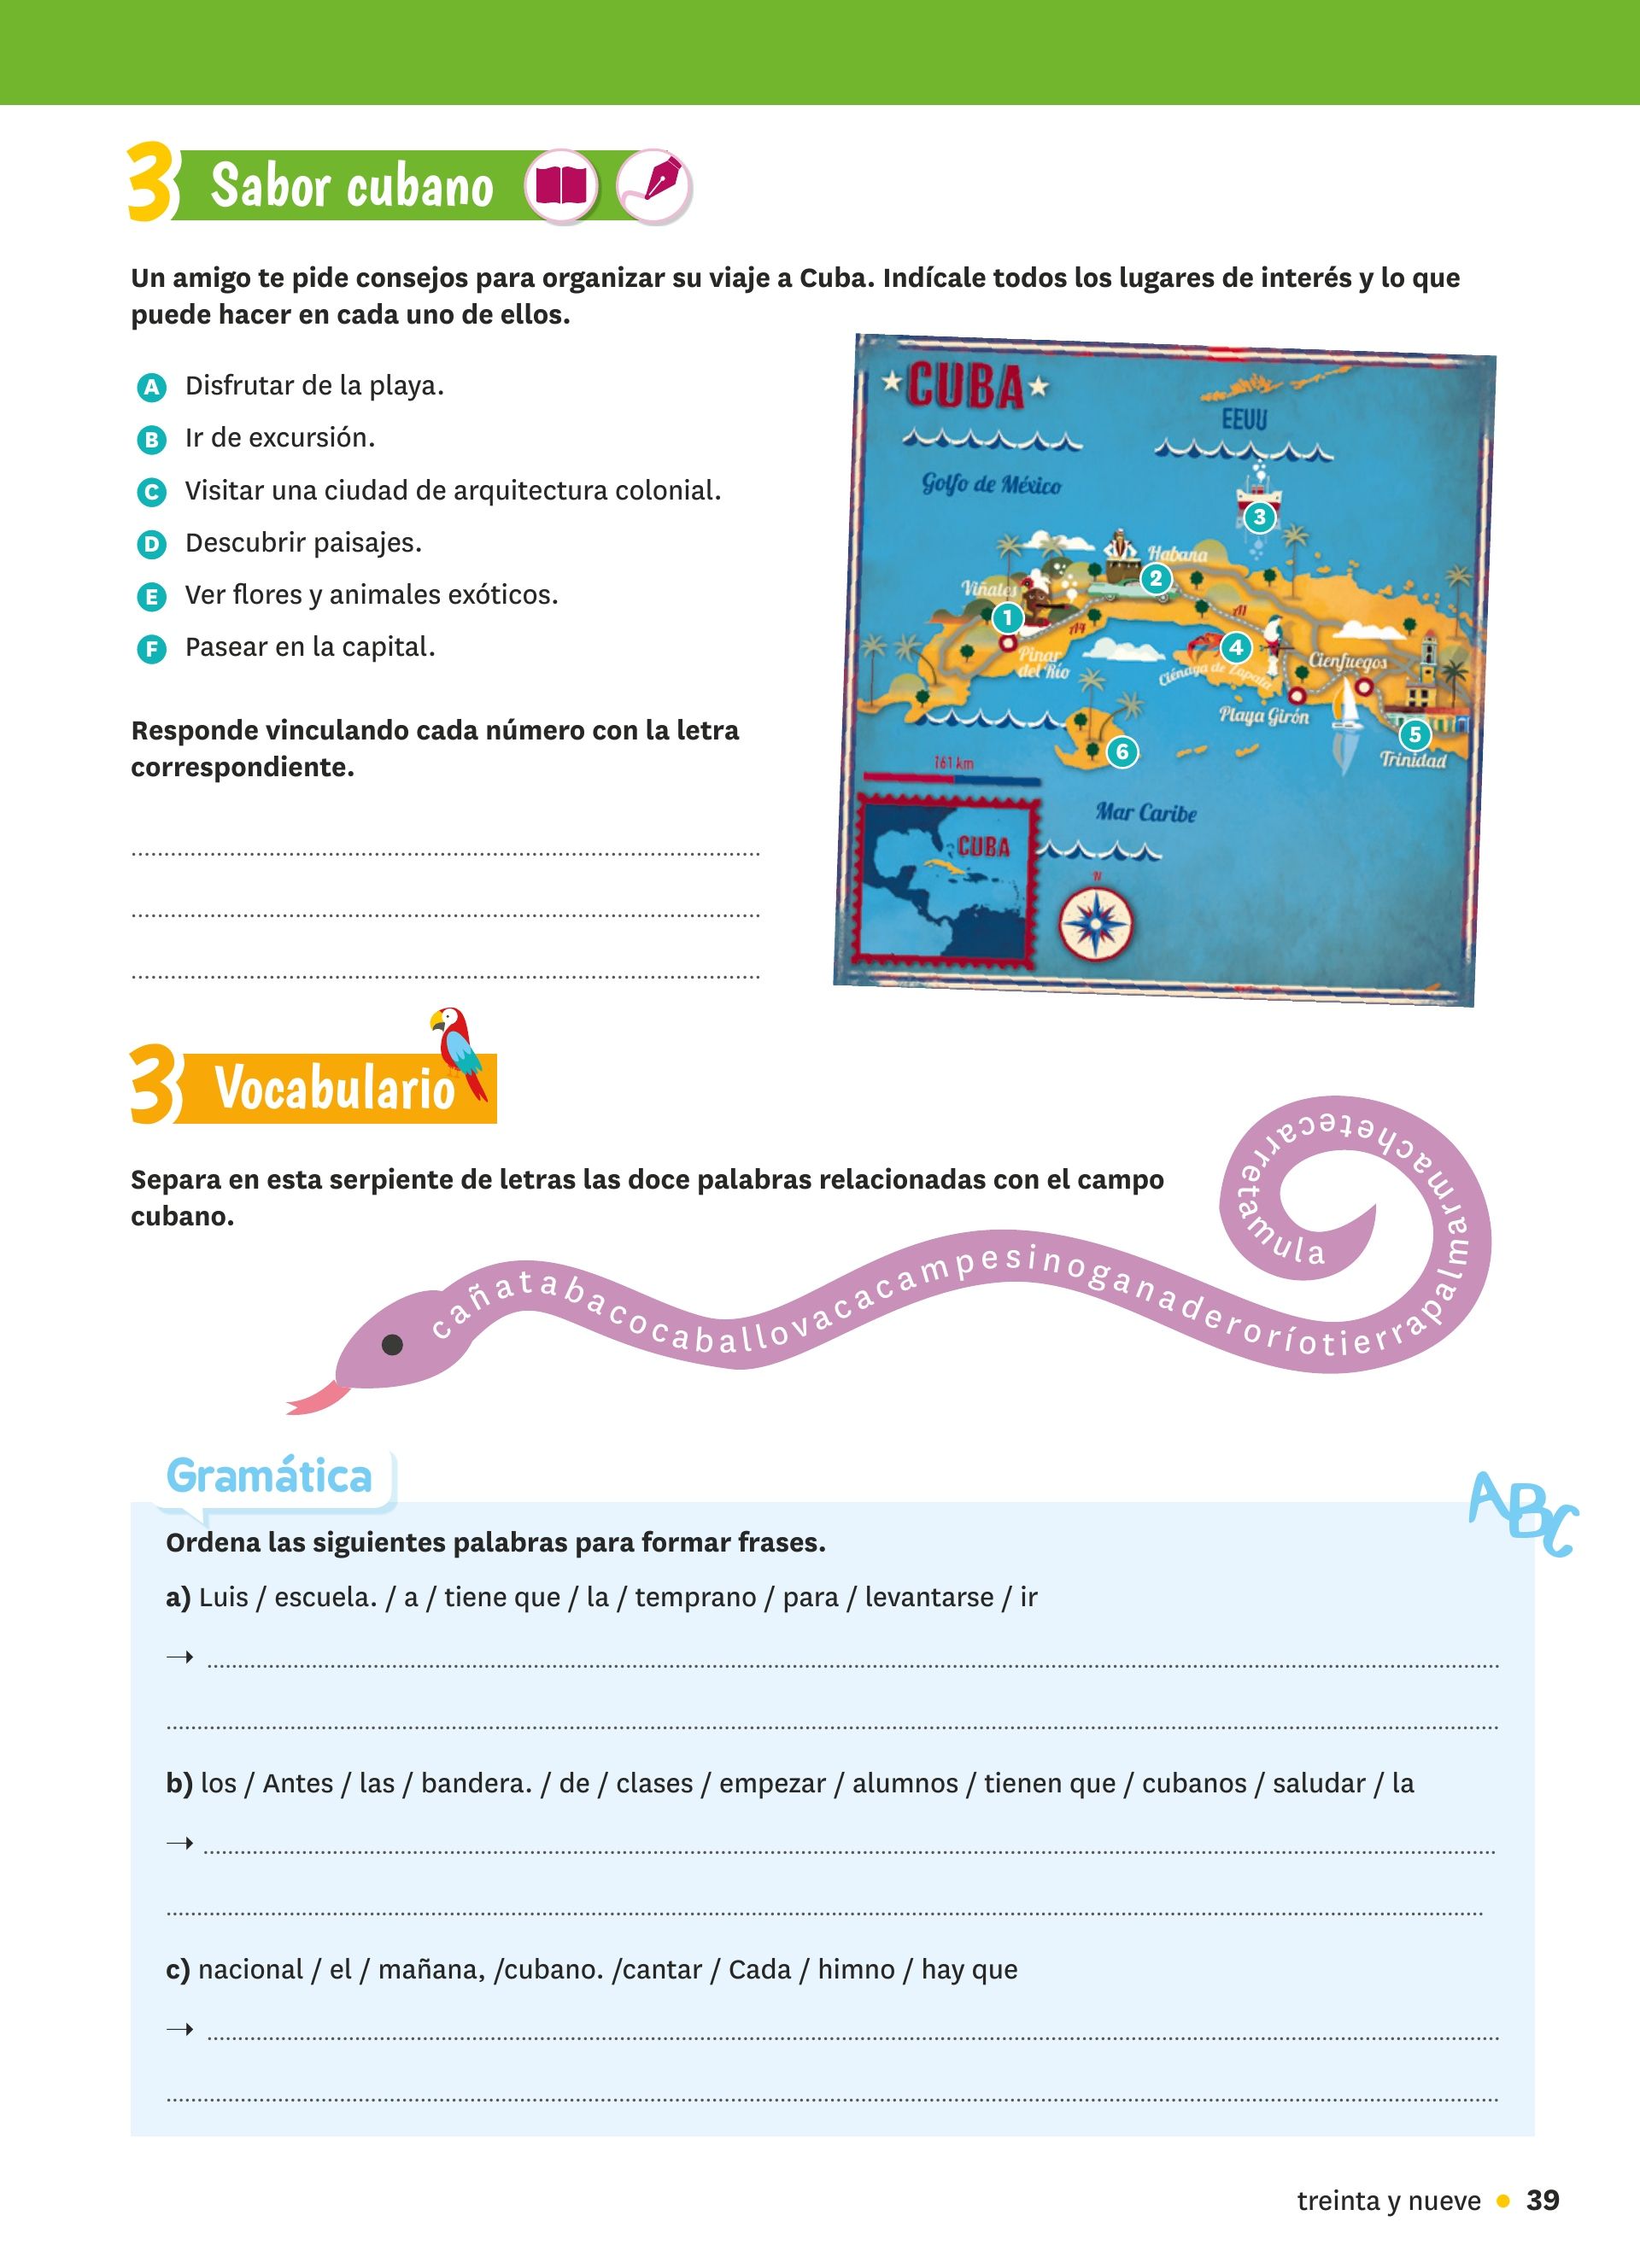 3 Sabor cubano
Un amigo te pide consejos para organizar su viaje a Cuba. Indícale todos los lugares de interés y lo que
puede hacer en cada uno de ellos.
A Disfrutar de la playa.
B Ir de excursión.
C Visitar una ciudad de arquitectura colonial.
D Descubrir paisajes.
E Ver flores y animales exóticos.
F Pasear en la capital.
Responde vinculando cada número con la letra
correspondiente.
CUBA
EEUU
Golfo de México
3
Habana
2
Viñales
1
A1
A4
4
Pinar
del Río
Ciénaga de Zapata
Cienfuegos
Playa Girón
5
6
Trinidad
161 km
Mar Caribe
CUBA
N
3 Vocabulario
Separa en esta serpiente de letras las doce palabras relacionadas con el campo
cubano.
cañatabacocaballovacacampesinoganaderoríotierrapalmarmachetecarretamula
Gramática
ABC
Ordena las siguientes palabras para formar frases.
a) Luis / escuela. / a / tiene que / la / temprano / para / levantarse / ir
b) los / Antes / las / bandera. / de / clases / empezar / alumnos / tienen que / cubanos / saludar / la
c) nacional / el / mañana, /cubano. /cantar / Cada / himno / hay que
treinta y nueve • 39